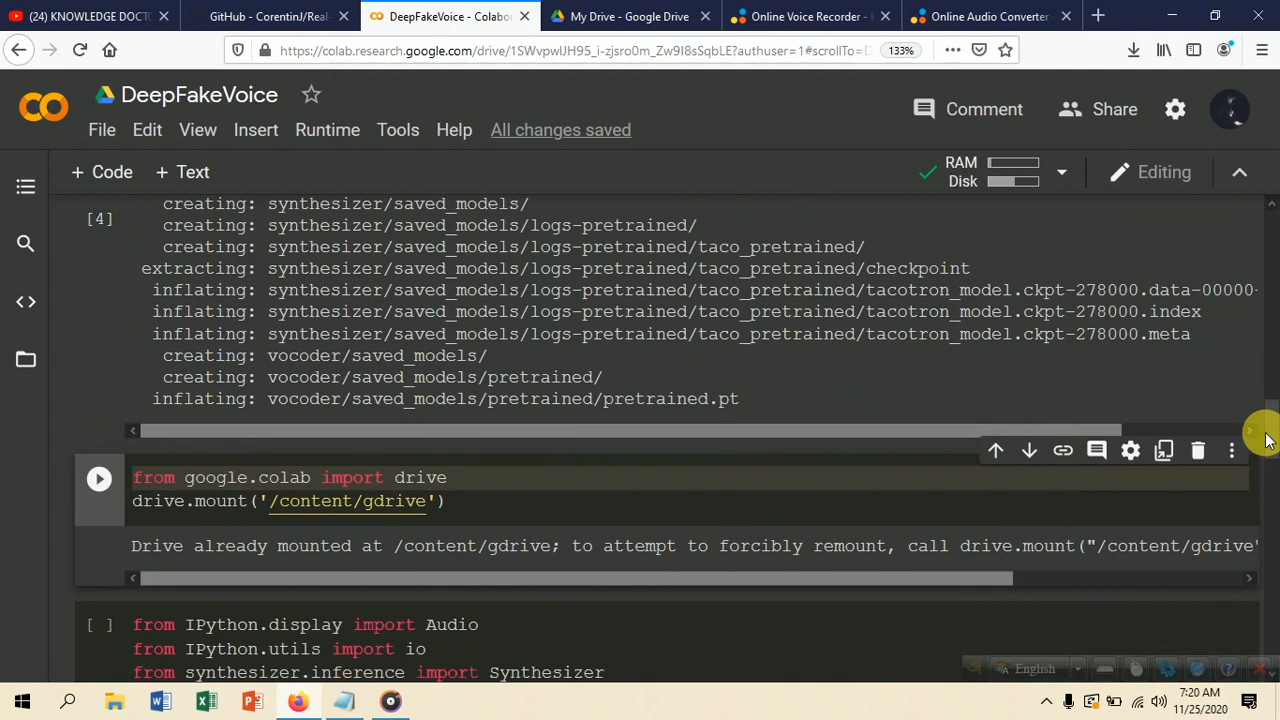 (24) KNOWLEDGE DOCT
GitHub - CorentinJ/Real-
DeepFakeVoice - Colabor
My Drive - Google Drive
Online Voice Recorder -
Online Audio Converter -
https://colab.research.google.com/drive/1SWvpwlJH95_i-zjsro0m_Zw9I8sSqbLE?authuser=1#scrollTo=D
133%
DeepFakeVoice
File Edit View Insert Runtime Tools Help All changes saved
Comment Share
+ Code + Text
RAM
Disk
Editing
[4]
creating: synthesizer/saved_models/
creating: synthesizer/saved_models/logs-pretrained/
creating: synthesizer/saved_models/logs-pretrained/taco_pretrained/
extracting: synthesizer/saved_models/logs-pretrained/taco_pretrained/checkpoint
inflating: synthesizer/saved_models/logs-pretrained/taco_pretrained/tacotron_model.ckpt-278000.data-00000-
inflating: synthesizer/saved_models/logs-pretrained/taco_pretrained/tacotron_model.ckpt-278000.index
inflating: synthesizer/saved_models/logs-pretrained/taco_pretrained/tacotron_model.ckpt-278000.meta
creating: vocoder/saved_models/
creating: vocoder/saved_models/pretrained/
inflating: vocoder/saved_models/pretrained/pretrained.pt
from google.colab import drive
drive.mount('/content/gdrive')
Drive already mounted at /content/gdrive; to attempt to forcibly remount, call drive.mount("/content/gdrive"
[ ] from IPython.display import Audio
from IPython.utils import io
from synthesizer.inference import Synthesizer
English
7:20 AM
11/25/2020